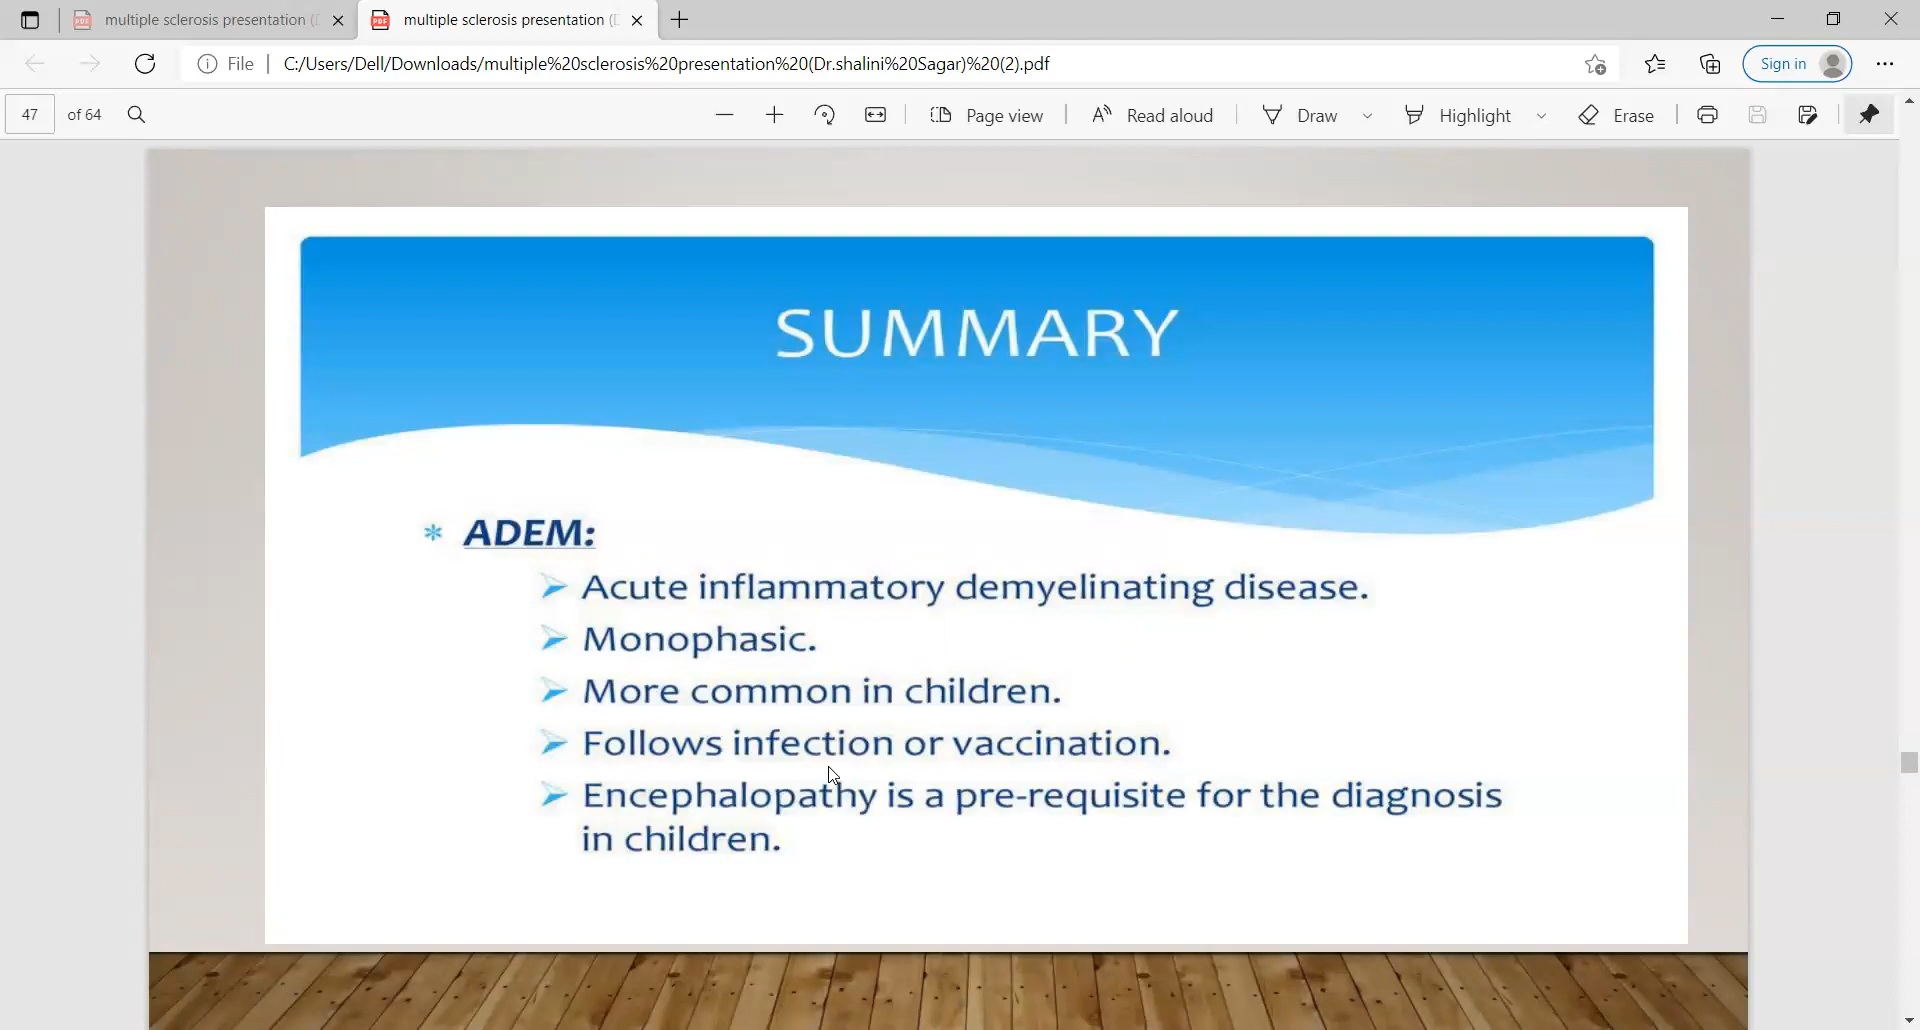 multiple sclerosis presentation (D
multiple sclerosis presentation (D
File
C:/Users/Dell/Downloads/multiple%20sclerosis%20presentation%20(Dr.shalini%20Sagar)%20(2).pdf
Sign in
47 of 64
Page view
Read aloud
Draw
Highlight
Erase
SUMMARY
ADEM:
Acute inflammatory demyelinating disease.
Monophasic.
More common in children.
Follows infection or vaccination.
Encephalopathy is a pre-requisite for the diagnosis
in children.